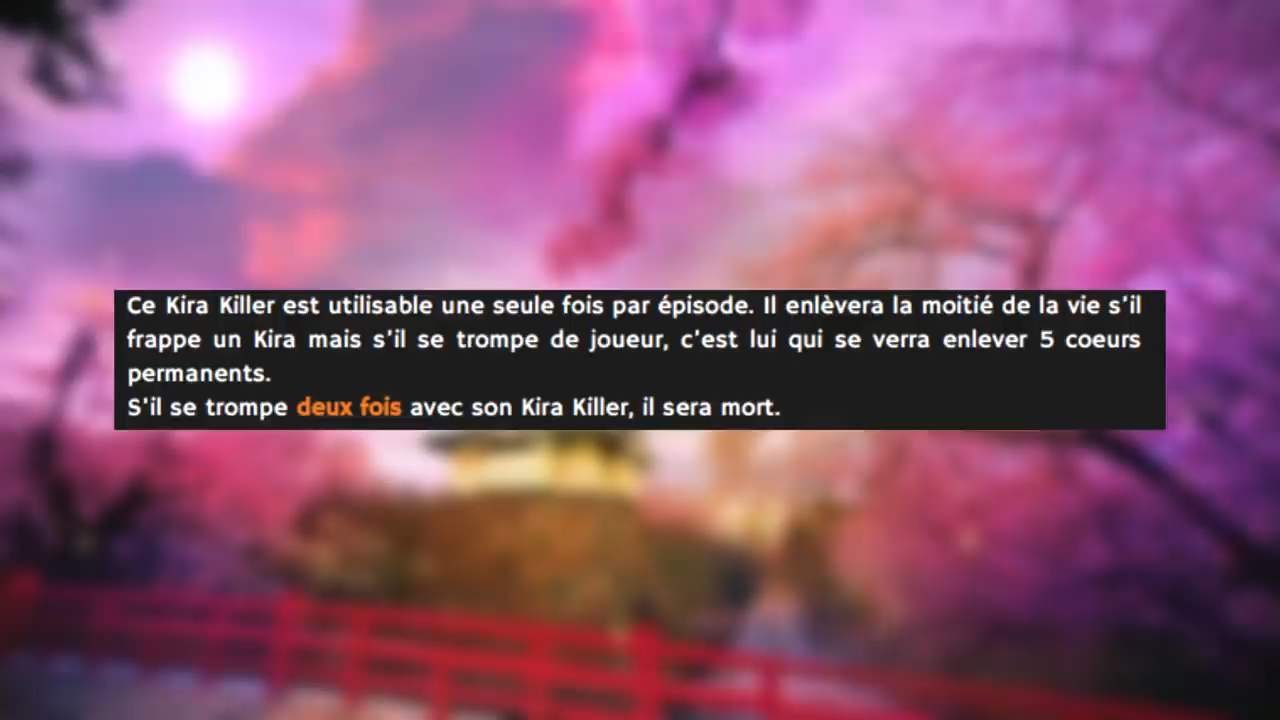 Ce Kira Killer est utilisable une seule fois par épisode. Il enlèvera la moitié de la vie s'il
frappe un Kira mais s'il se trompe de joueur, c'est lui qui se verra enlever 5 coeurs
permanents.
S'il se trompe deux fois avec son Kira Killer, il sera mort.